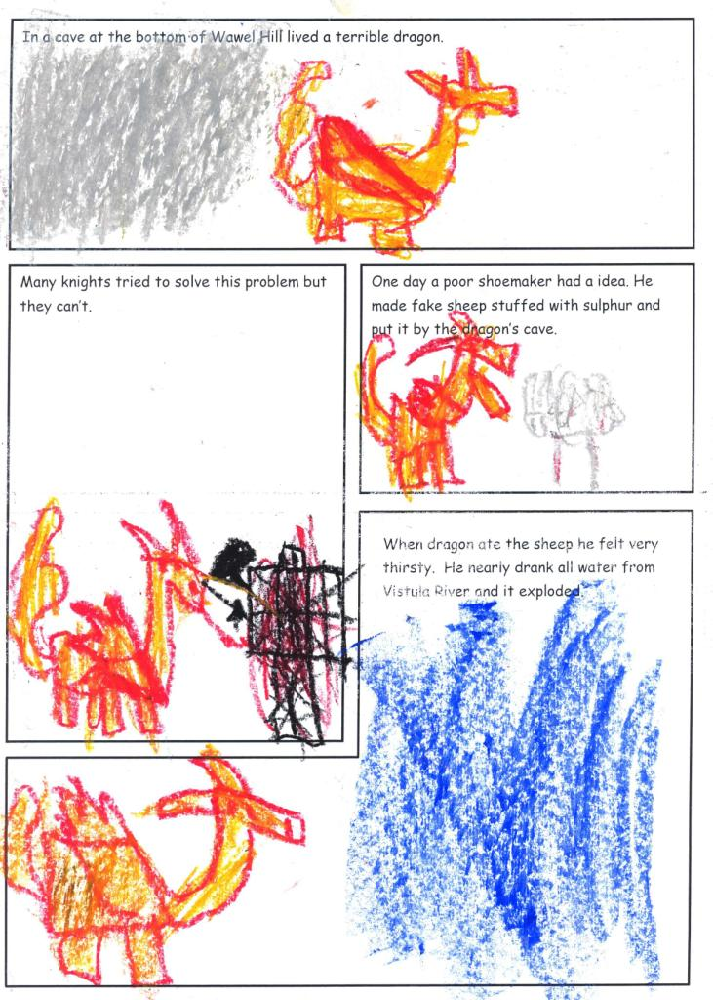 In a cave at the bottom of Wawel Hill lived a terrible dragon.
Many knights tried to solve this problem but
they can't.
One day a poor shoemaker had a idea. He
made fake sheep stuffed with sulphur and
put it by the dragon's cave.
When dragon ate the sheep he felt very
thirsty. He nearly drank all water from
Vistula River and it exploded.